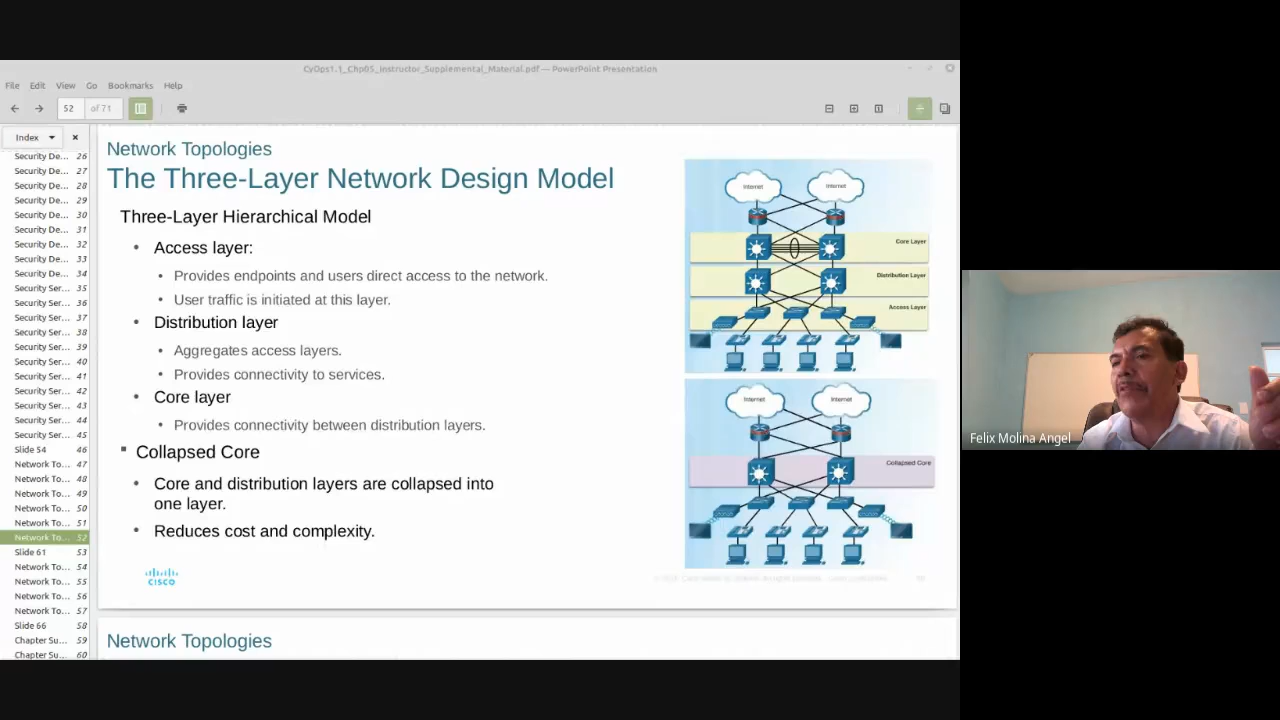 CyOps1.1_Chp05_Instructor_Supplemental_Material.pdf — PowerPoint Presentation
File Edit View Go Bookmarks Help
52 of 71
Index
Security De... 26
Security De... 27
Security De... 28
Security De... 29
Security De... 30
Security De... 31
Security De... 32
Security De... 33
Security De... 34
Security Ser... 35
Security Ser... 36
Security Ser... 37
Security Ser... 38
Security Ser... 39
Security Ser... 40
Security Ser... 41
Security Ser... 42
Security Ser... 43
Security Ser... 44
Security Ser... 45
Slide 54 46
Network To... 47
Network To... 48
Network To... 49
Network To... 50
Network To... 51
Network To... 52
Slide 61 53
Network To... 54
Network To... 55
Network To... 56
Network To... 57
Slide 66 58
Chapter Su... 59
Chapter Su... 60
Network Topologies
The Three-Layer Network Design Model
Three-Layer Hierarchical Model
• Access layer:
• Provides endpoints and users direct access to the network.
• User traffic is initiated at this layer.
• Distribution layer
• Aggregates access layers.
• Provides connectivity to services.
• Core layer
• Provides connectivity between distribution layers.
▪ Collapsed Core
• Core and distribution layers are collapsed into
one layer.
• Reduces cost and complexity.
CISCO
Internet Internet
Core Layer
Distribution Layer
Access Layer
Internet Internet
Collapsed Core
Network Topologies
Felix Molina Angel